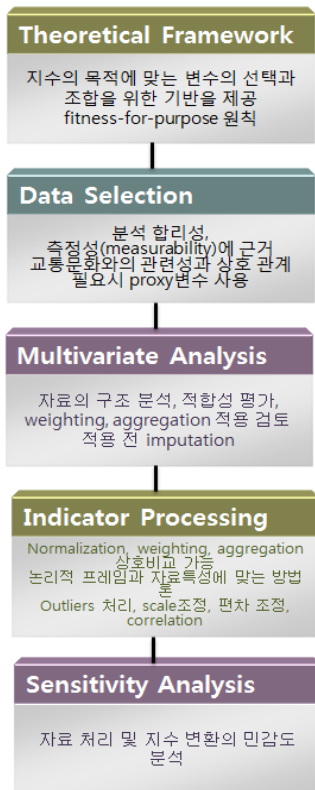 Theoretical Framework
지수의 목적에 맞는 변수의 선택과
조합을 위한 기반을 제공
fitness-for-purpose 원칙
Data Selection
분석 합리성,
측정성(measurability)에 근거
교통문화와의 관련성과 상호 관계
필요시 proxy변수 사용
Multivariate Analysis
자료의 구조 분석, 적합성 평가,
weighting, aggregation 적용 검토
적용 전 imputation
Indicator Processing
Normalization, weighting, aggregation
상호비교 가능
논리적 프레임과 자료특성에 맞는 방법
론
Outliers 처리, scale조정, 편차 조정,
correlation
Sensitivity Analysis
자료 처리 및 지수 변환의 민감도
분석